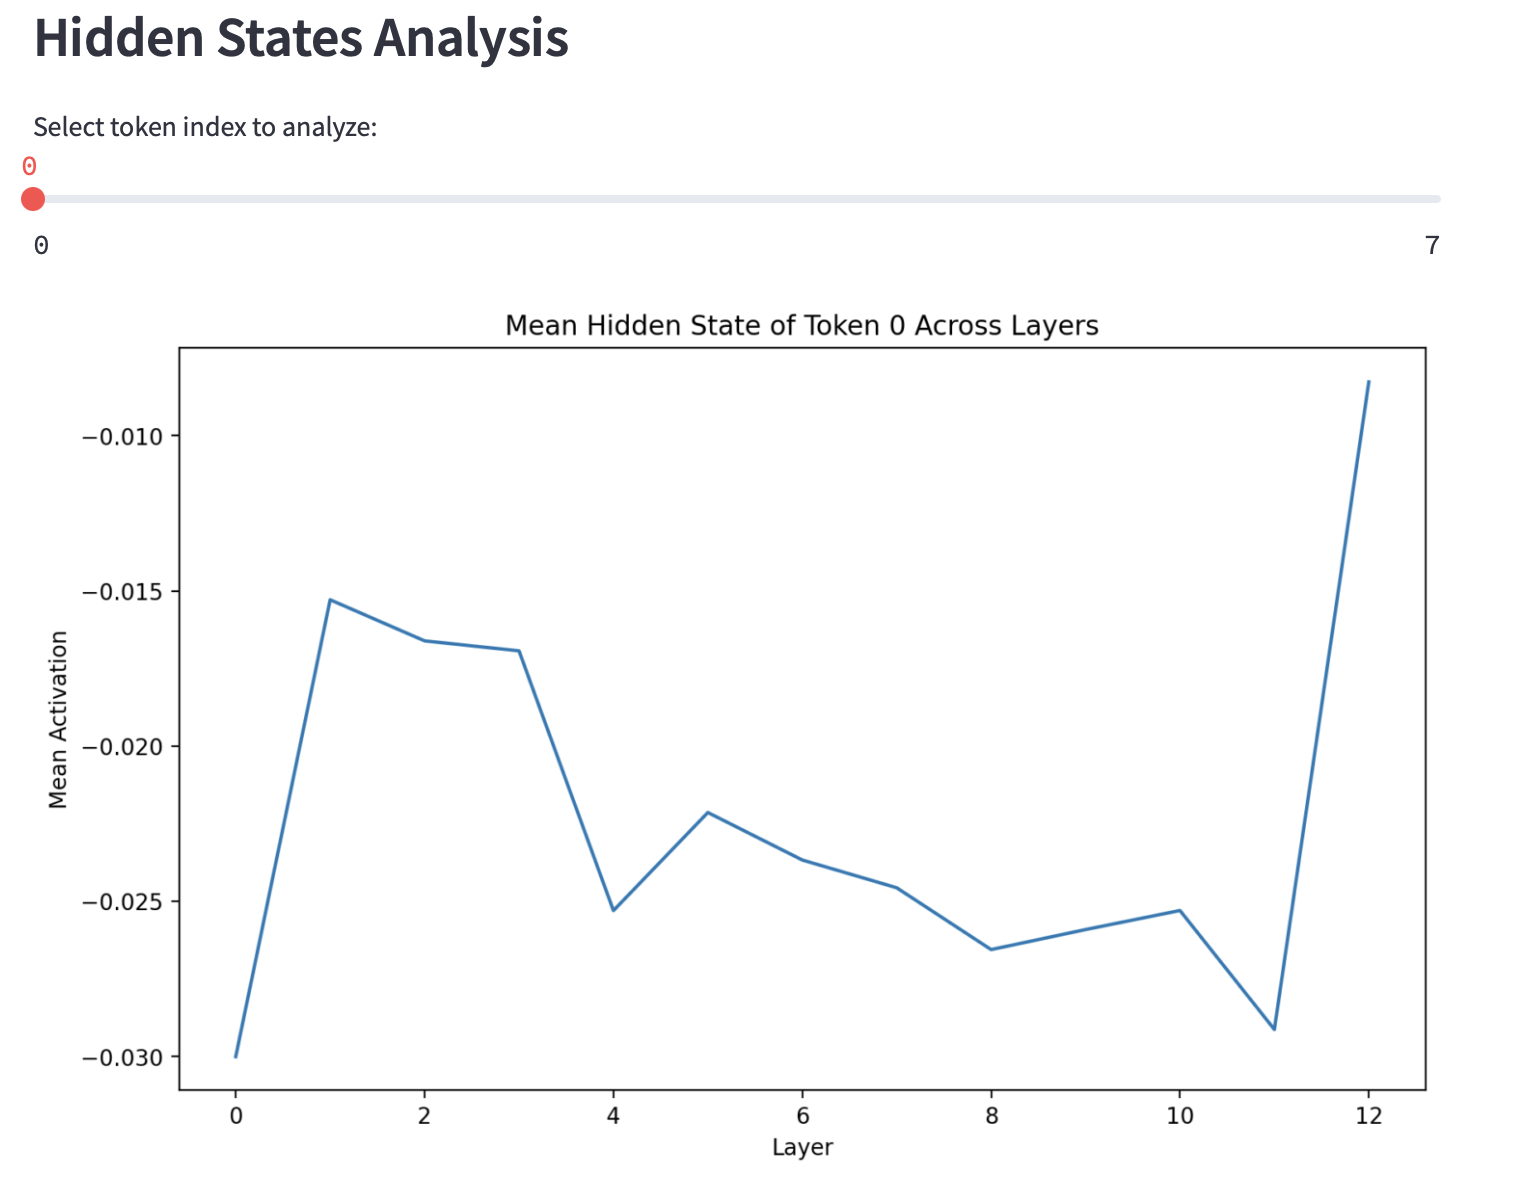 Hidden States Analysis
Select token index to analyze:
0
0 7
Mean Hidden State of Token 0 Across Layers
−0.010
−0.015
−0.020
−0.025
−0.030
Mean Activation
0 2 4 6 8 10 12
Layer